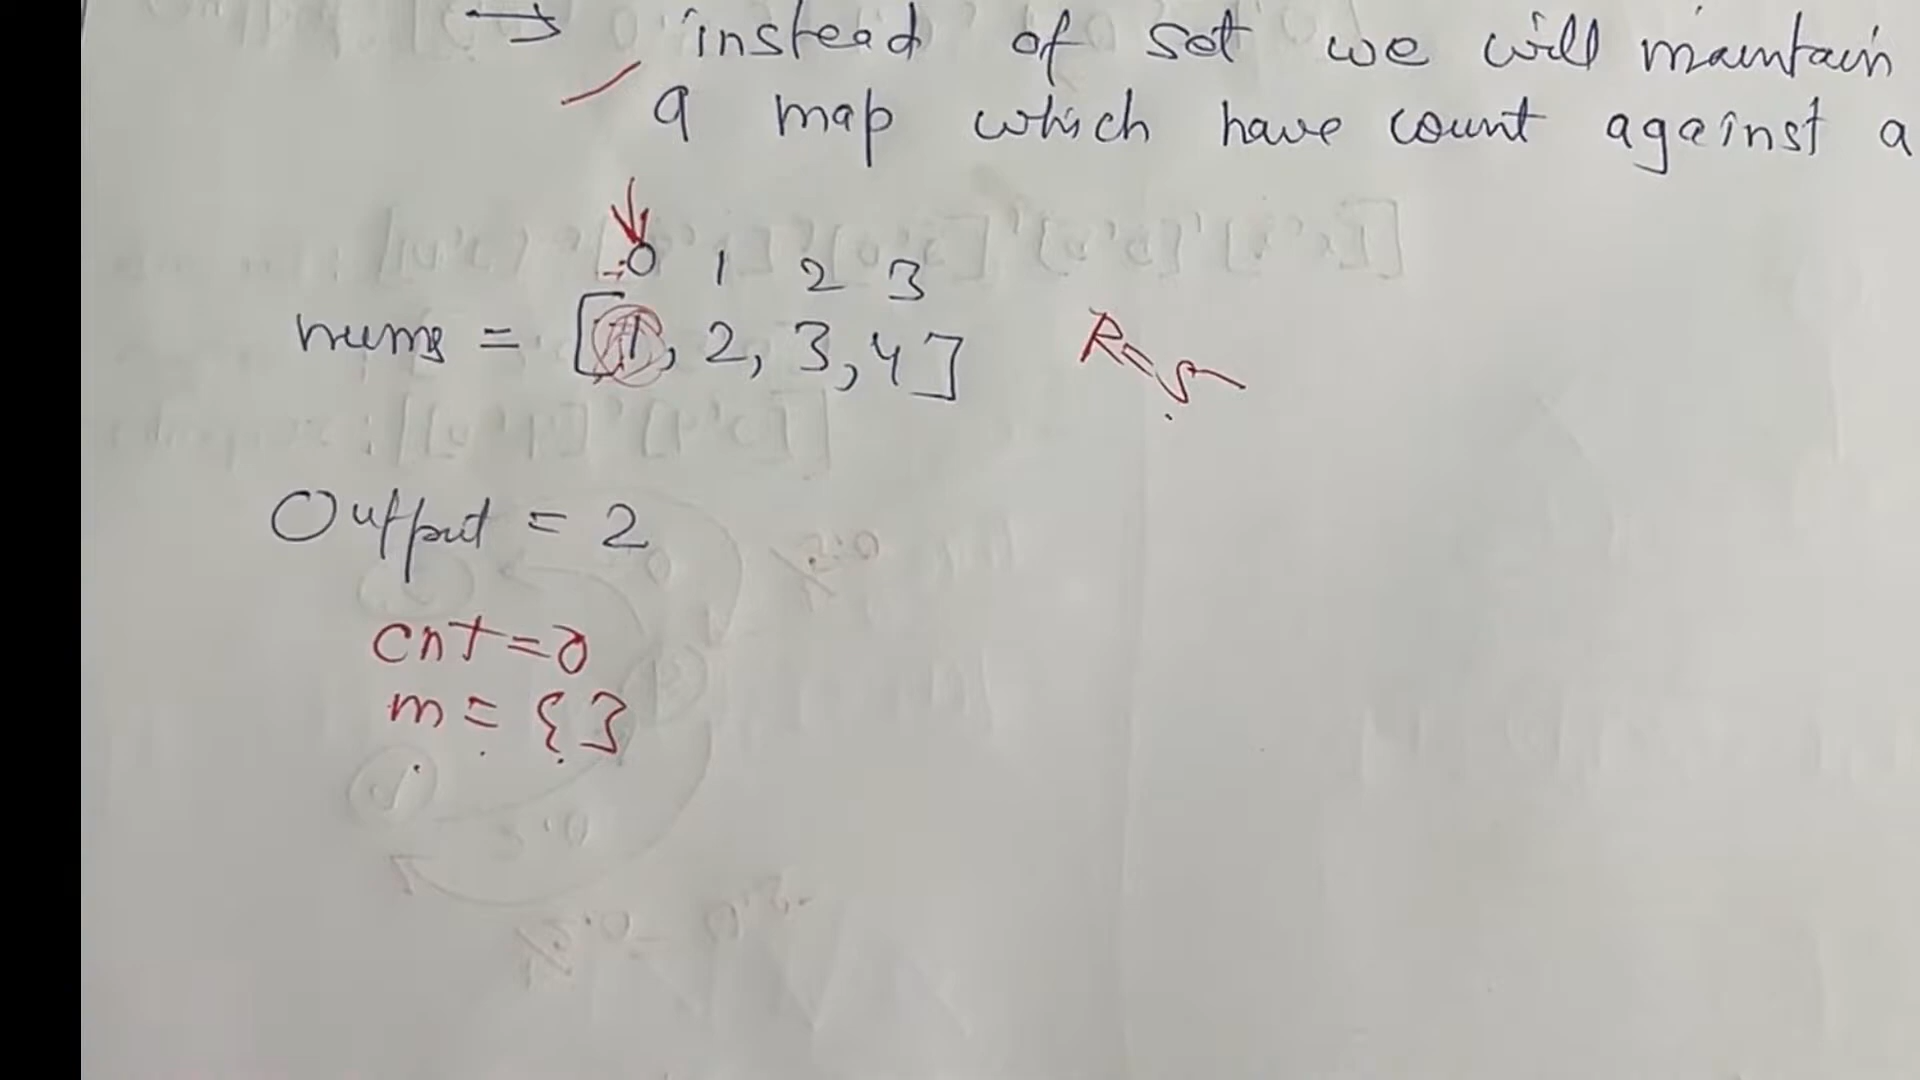 → instead of set we will maintain
a map which have count against a
0 1 2 3
nums = [1, 2, 3, 4]
R=5
Output = 2
cnt=0
m = {}